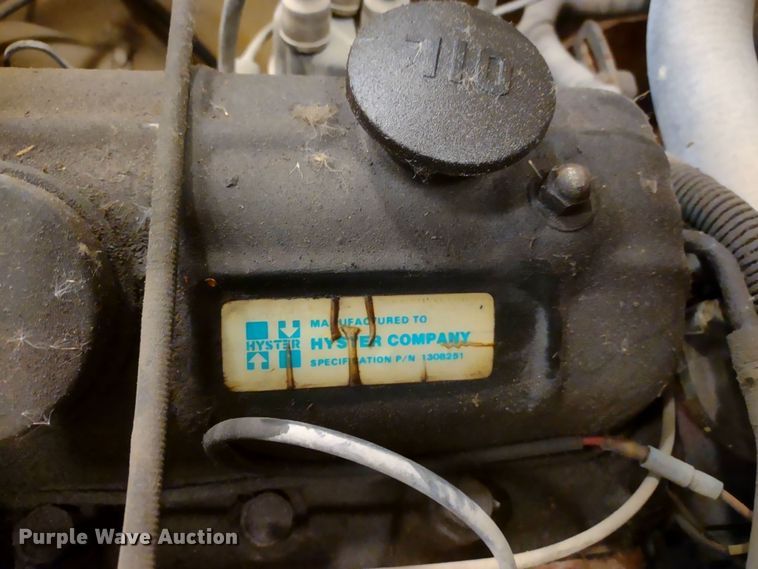 OIL
HYSTER
MANUFACTURED TO
HYSTER COMPANY
SPECIFICATION P/N 1308251
Purple Wave Auction